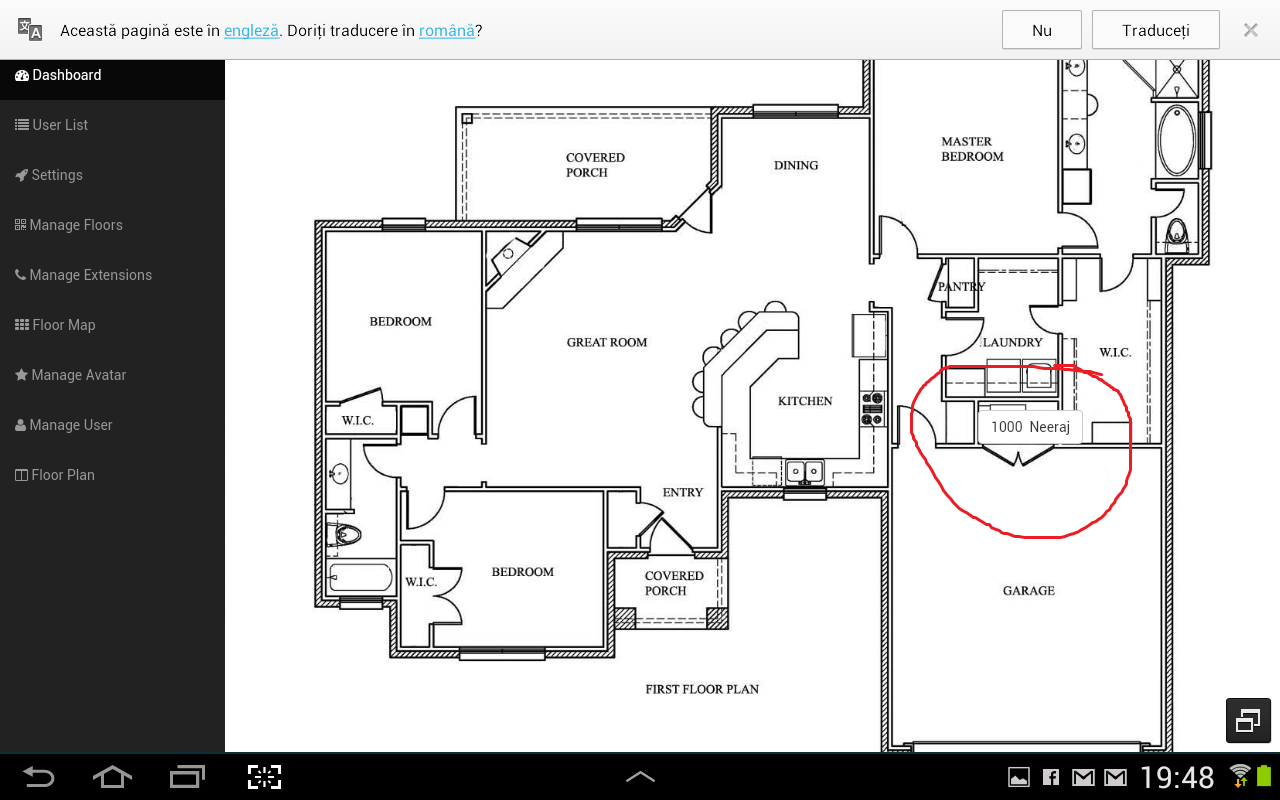 Această pagină este în engleză. Doriți traducere în română?
Nu
Traduceți
Dashboard
User List
Settings
Manage Floors
Manage Extensions
Floor Map
Manage Avatar
Manage User
Floor Plan
COVERED
PORCH
DINING
MASTER
BEDROOM
PANTRY
BEDROOM
GREAT ROOM
LAUNDRY
W.I.C.
KITCHEN
W.I.C.
1000 Neeraj
ENTRY
BEDROOM
W.I.C.
COVERED
PORCH
GARAGE
FIRST FLOOR PLAN
19:48